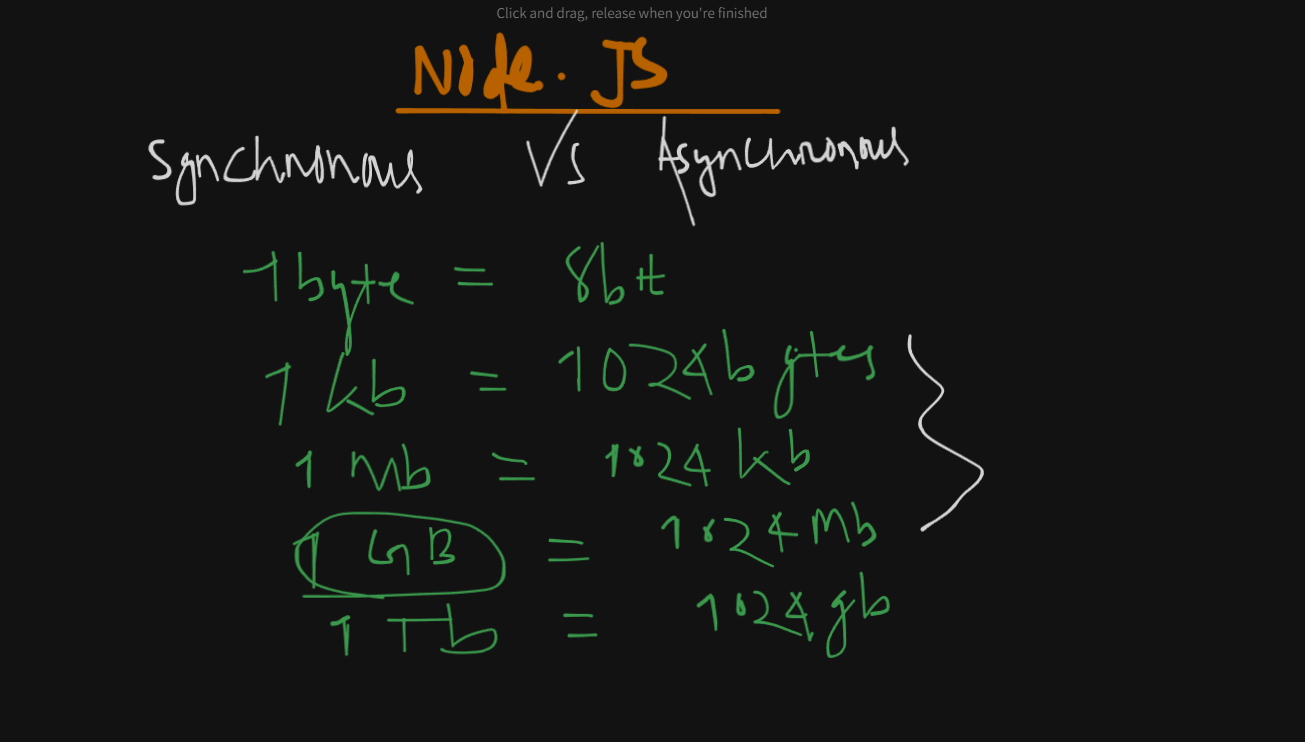 Click and drag, release when you're finished
Node. JS
Synchronous Vs Asynchronous
1 byte = 8 bit
1 kb = 1024 bytes
1 Mb = 1024 kb
1 GB = 1024 Mb
1 Tb = 1024 gb